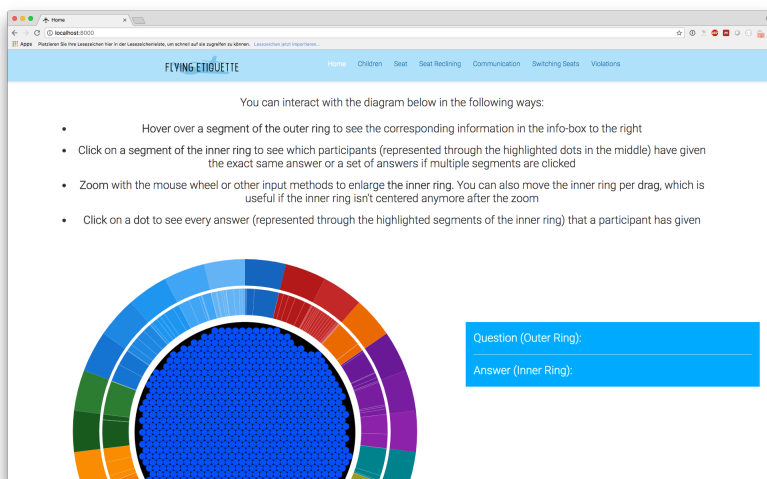 Home
localhost:8000
Apps Platzieren Sie Ihre Lesezeichen hier in der Lesezeichenleiste, um schnell auf sie zugreifen zu können. Lesezeichen jetzt importieren...
FLYING ETIQUETTE
Home Children Seat Seat Reclining Communication Switching Seats Violations
You can interact with the diagram below in the following ways:
• Hover over a segment of the outer ring to see the corresponding information in the info-box to the right
• Click on a segment of the inner ring to see which participants (represented through the highlighted dots in the middle) have given
the exact same answer or a set of answers if multiple segments are clicked
• Zoom with the mouse wheel or other input methods to enlarge the inner ring. You can also move the inner ring per drag, which is
useful if the inner ring isn't centered anymore after the zoom
• Click on a dot to see every answer (represented through the highlighted segments of the inner ring) that a participant has given
Question (Outer Ring):
Answer (Inner Ring):